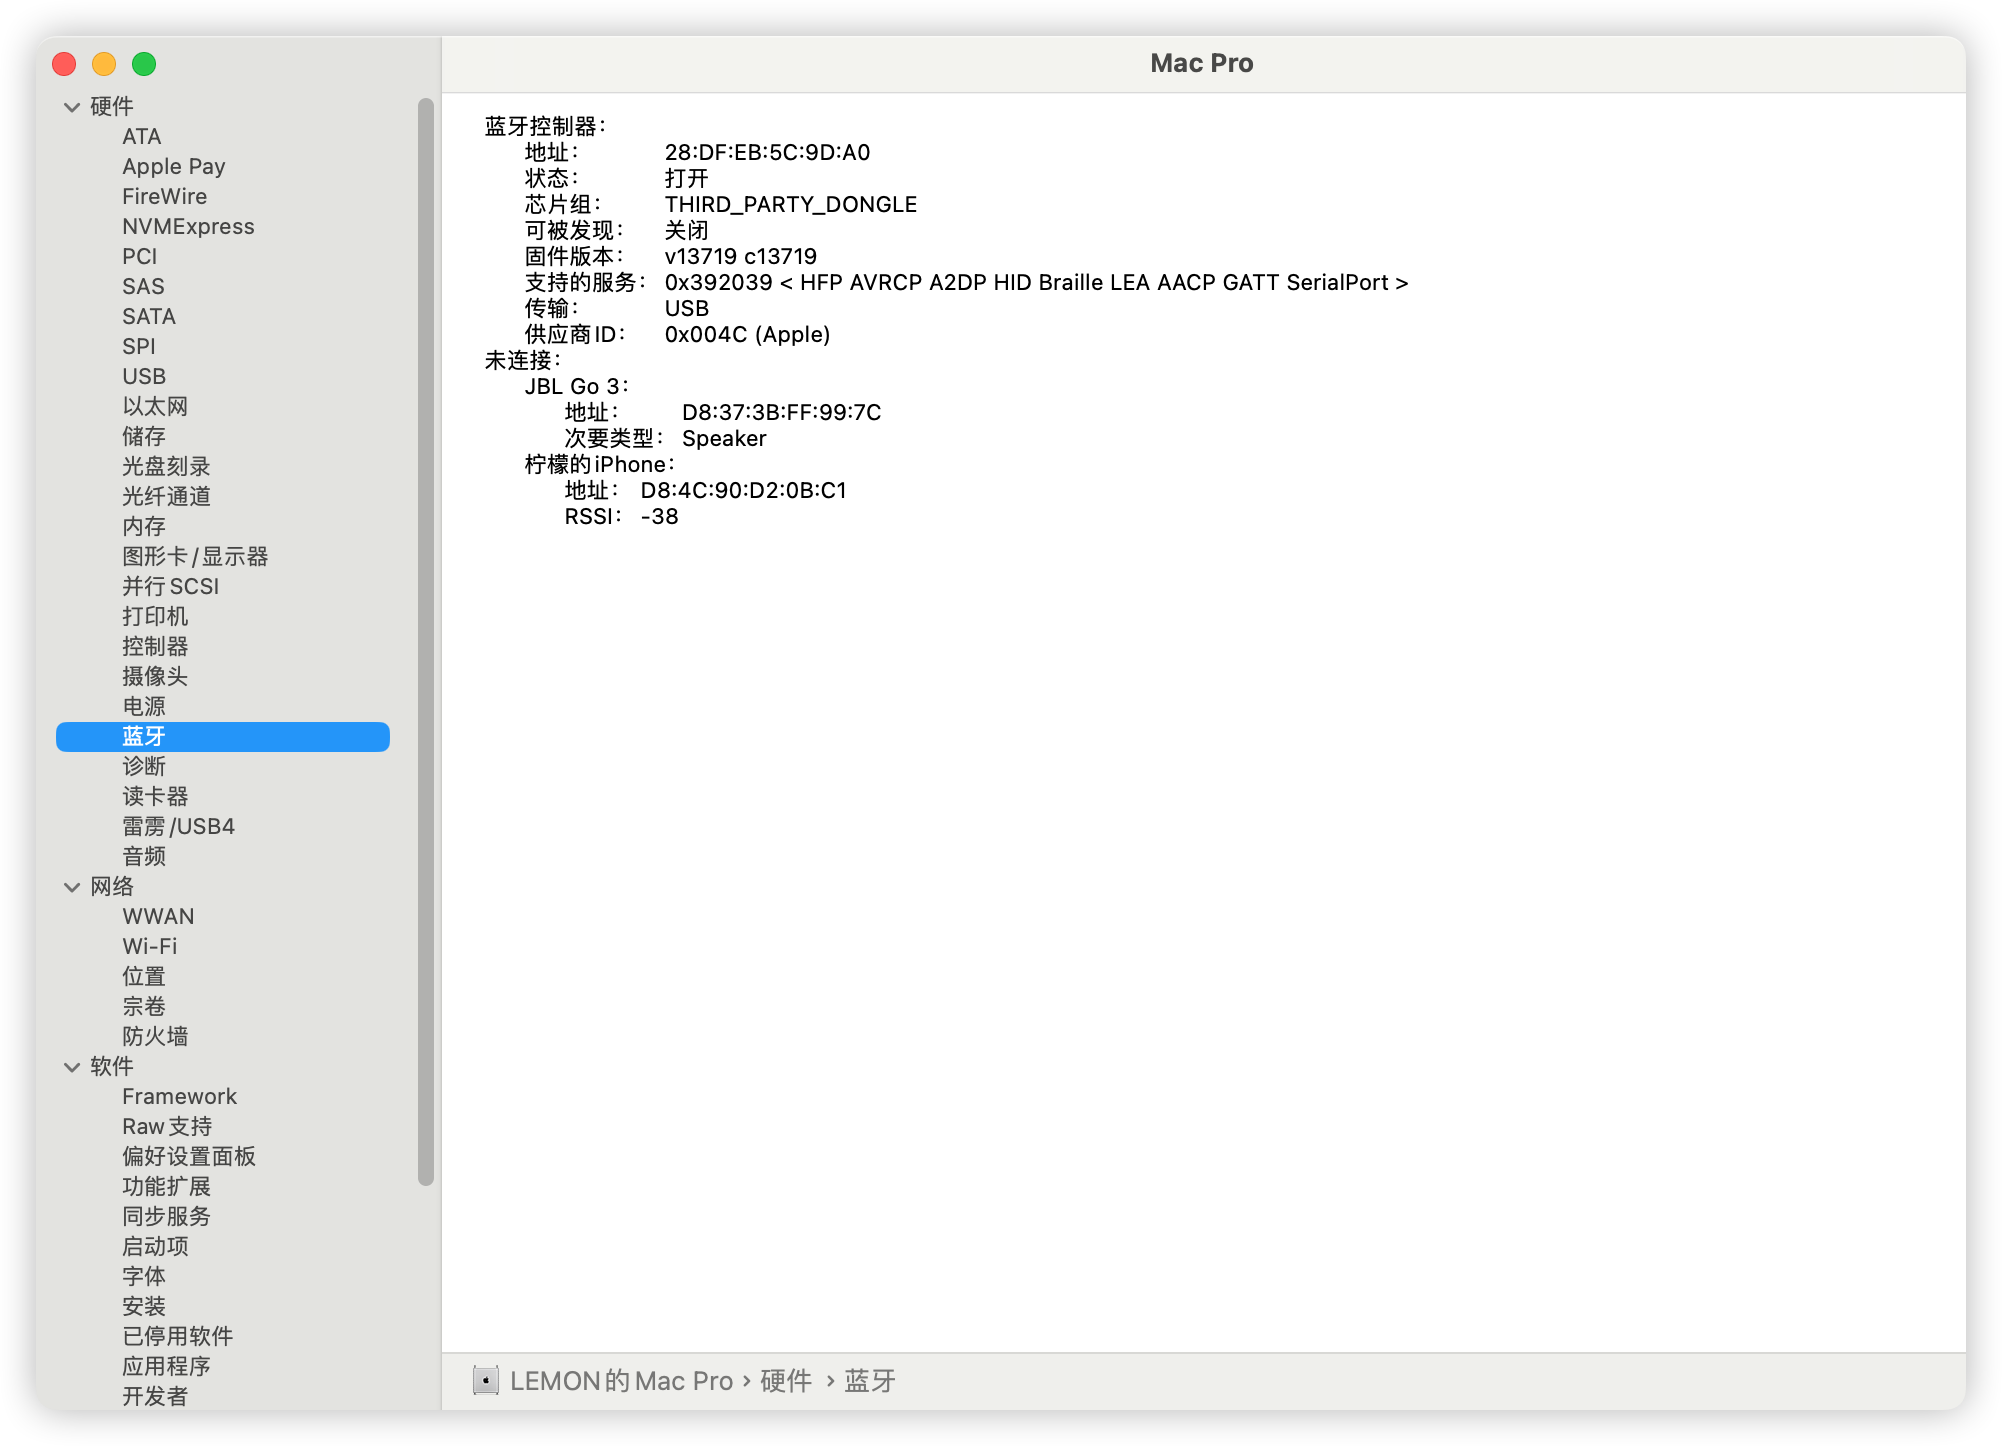 Mac Pro
硬件
ATA
Apple Pay
FireWire
NVMExpress
PCI
SAS
SATA
SPI
USB
以太网
储存
光盘刻录
光纤通道
内存
图形卡/显示器
并行SCSI
打印机
控制器
摄像头
电源
蓝牙
诊断
读卡器
雷雳/USB4
音频
网络
WWAN
Wi-Fi
位置
宗卷
防火墙
软件
Framework
Raw支持
偏好设置面板
功能扩展
同步服务
启动项
字体
安装
已停用软件
应用程序
开发者
蓝牙控制器：
地址： 28:DF:EB:5C:9D:A0
状态： 打开
芯片组： THIRD_PARTY_DONGLE
可被发现： 关闭
固件版本： v13719 c13719
支持的服务： 0x392039 < HFP AVRCP A2DP HID Braille LEA AACP GATT SerialPort >
传输： USB
供应商ID： 0x004C (Apple)
未连接：
JBL Go 3：
地址： D8:37:3B:FF:99:7C
次要类型： Speaker
柠檬的iPhone：
地址： D8:4C:90:D2:0B:C1
RSSI： -38
LEMON的Mac Pro › 硬件 › 蓝牙